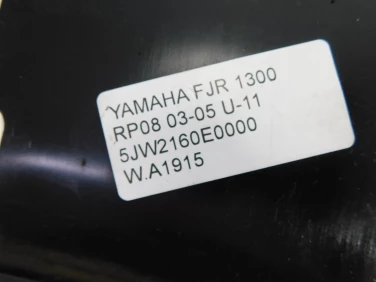 YAMAHA FJR 1300
RP08 03-05 U-11
5JW2160E0000
W.A1915